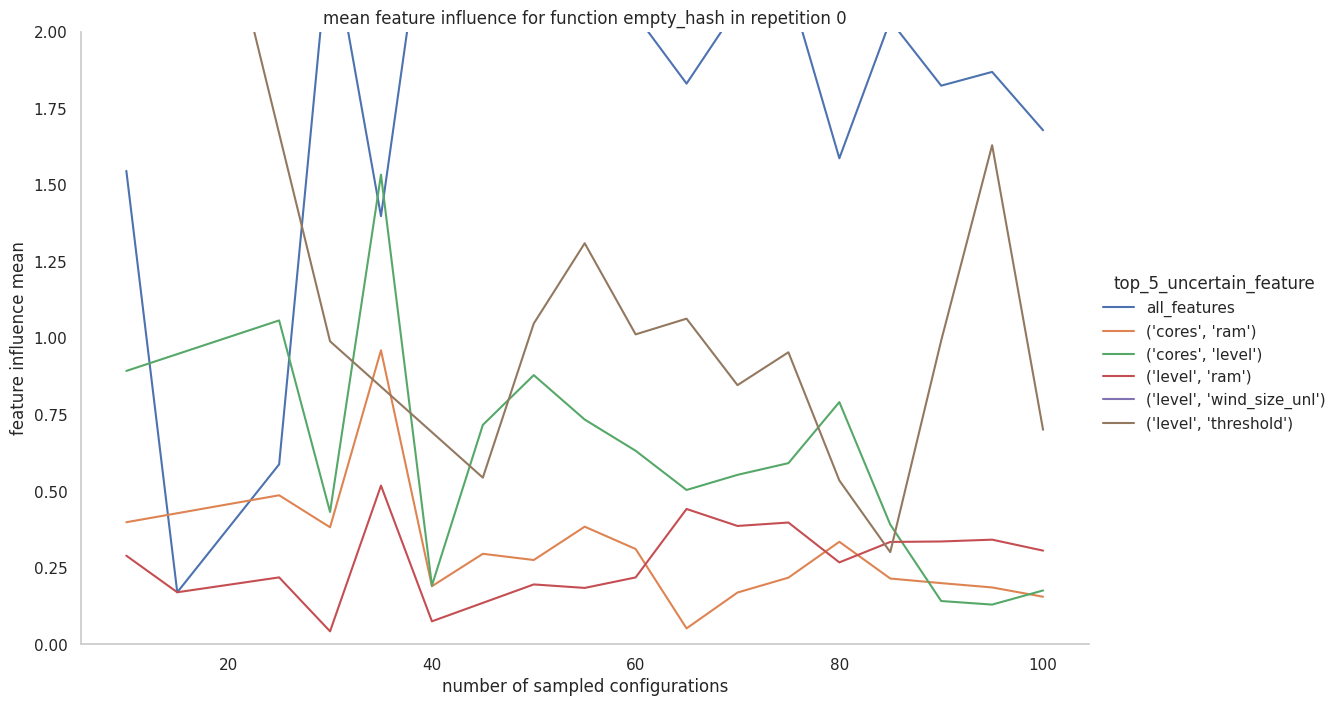 mean feature influence for function empty_hash in repetition 0
2.00
1.75
1.50
1.25
1.00
0.75
0.50
0.25
0.00
feature influence mean
20 40 60 80 100
number of sampled configurations
top_5_uncertain_feature
all_features
('cores', 'ram')
('cores', 'level')
('level', 'ram')
('level', 'wind_size_unl')
('level', 'threshold')